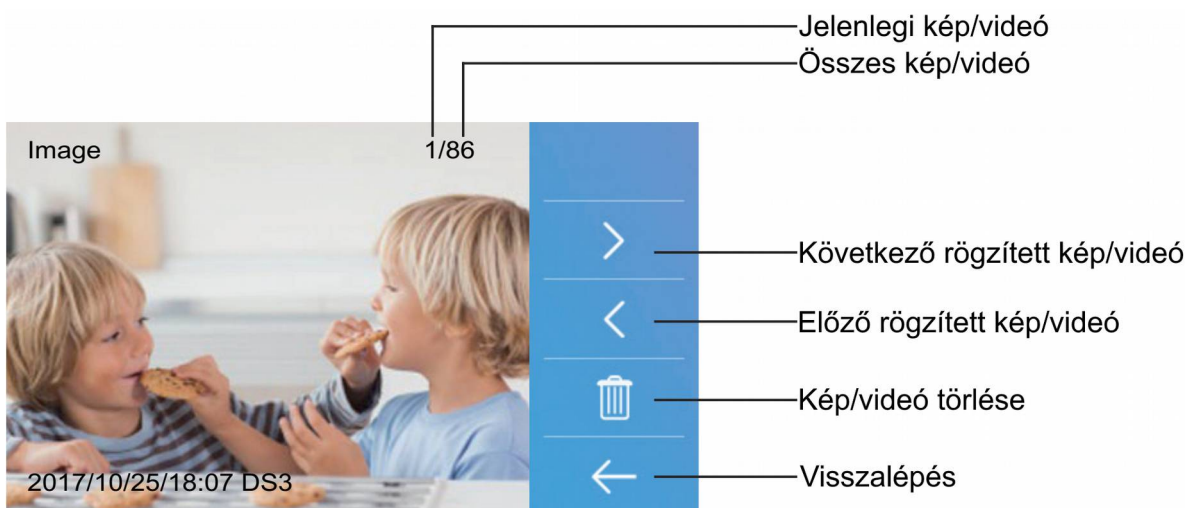 Jelenlegi kép/videó
Összes kép/videó
Image 1/86
Következő rögzített kép/videó
Előző rögzített kép/videó
Kép/videó törlése
2017/10/25/18:07 DS3
Visszalépés